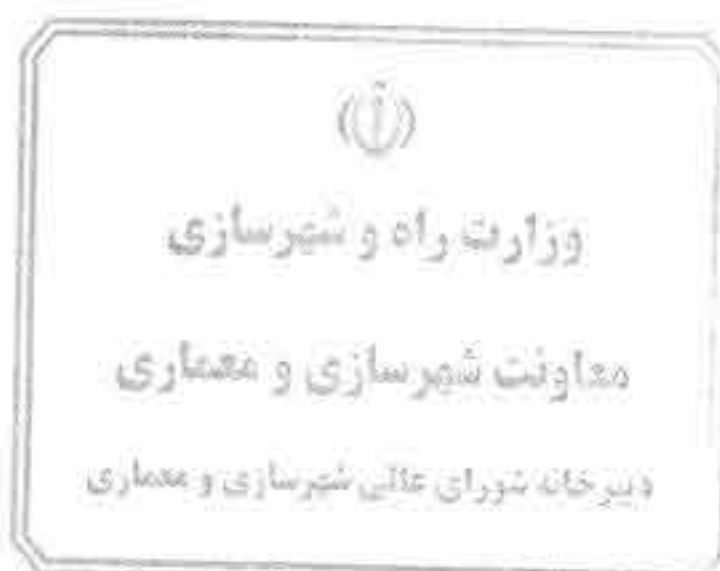 وزارت راه و شهرسازی
معاونت شهرسازی و معماری
دبیرخانه شورای عالی شهرسازی و معماری